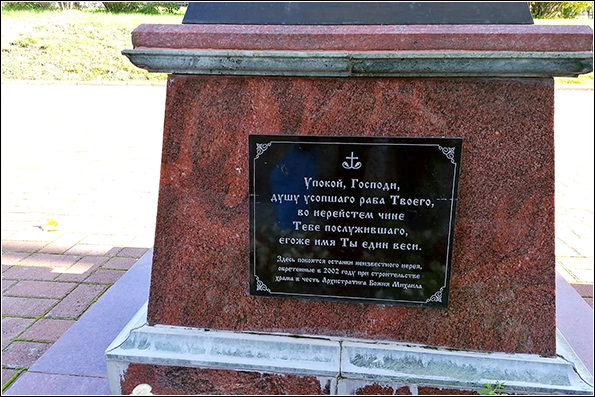 Упокой, Господи,
душу усопшаго раба Твоего,
во иерейстем чине
Тебе послужившаго,
егоже имя Ты един веси.
Здесь покоятся останки неизвестного иерея,
обретенные в 2002 году при строительстве
храма в честь Архистратига Божия Михаила